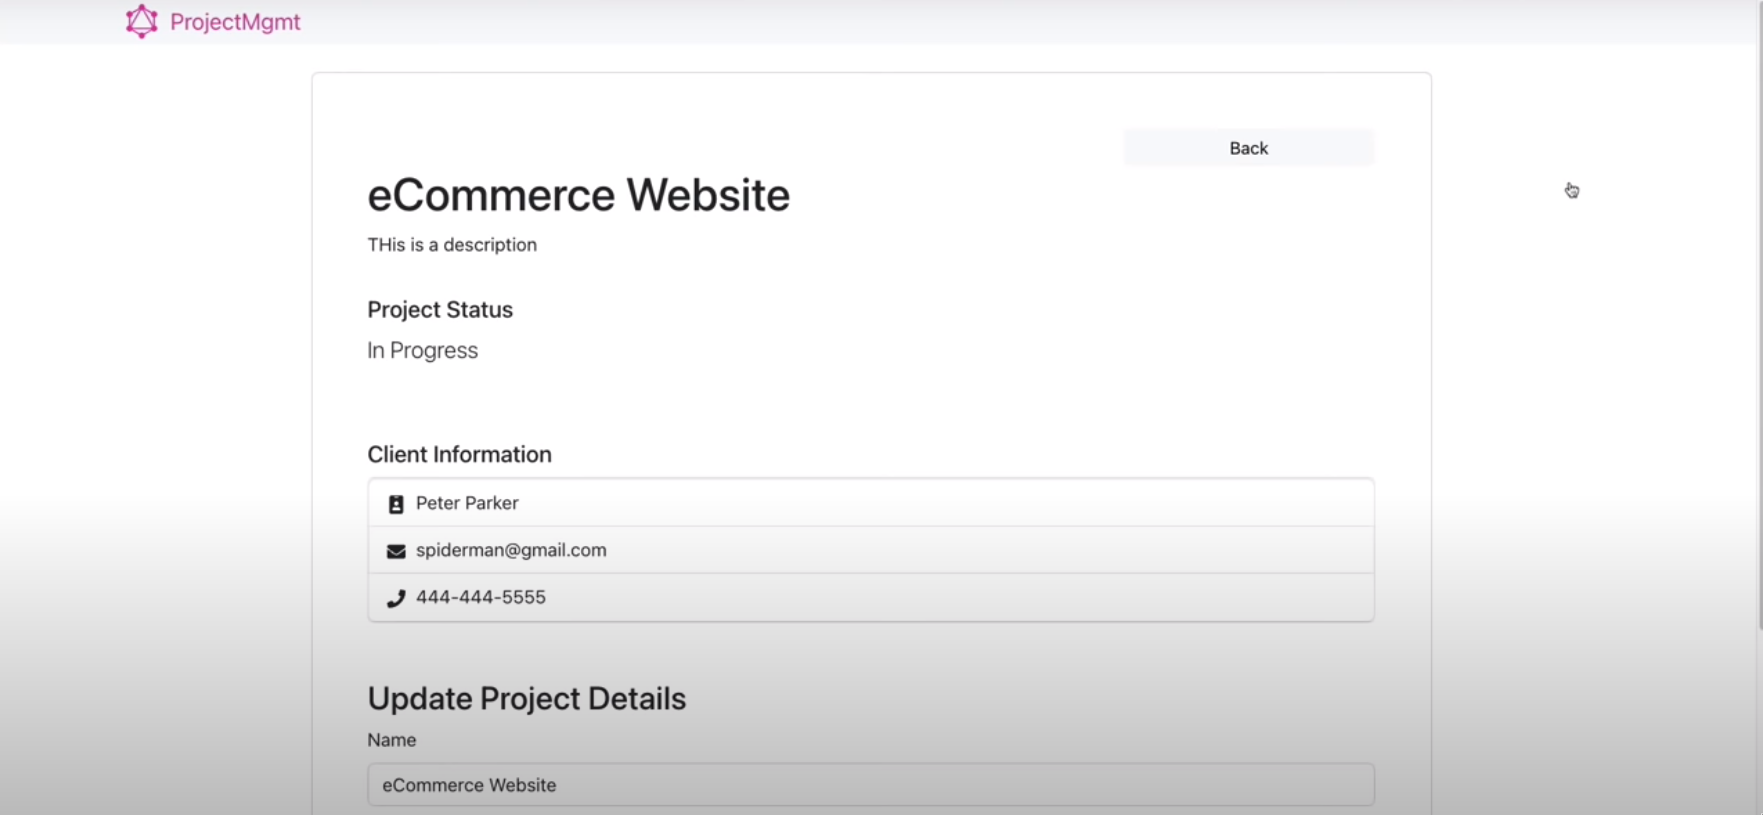 ProjectMgmt
Back
eCommerce Website
THis is a description
Project Status
In Progress
Client Information
Peter Parker
spiderman@gmail.com
444-444-5555
Update Project Details
Name
eCommerce Website